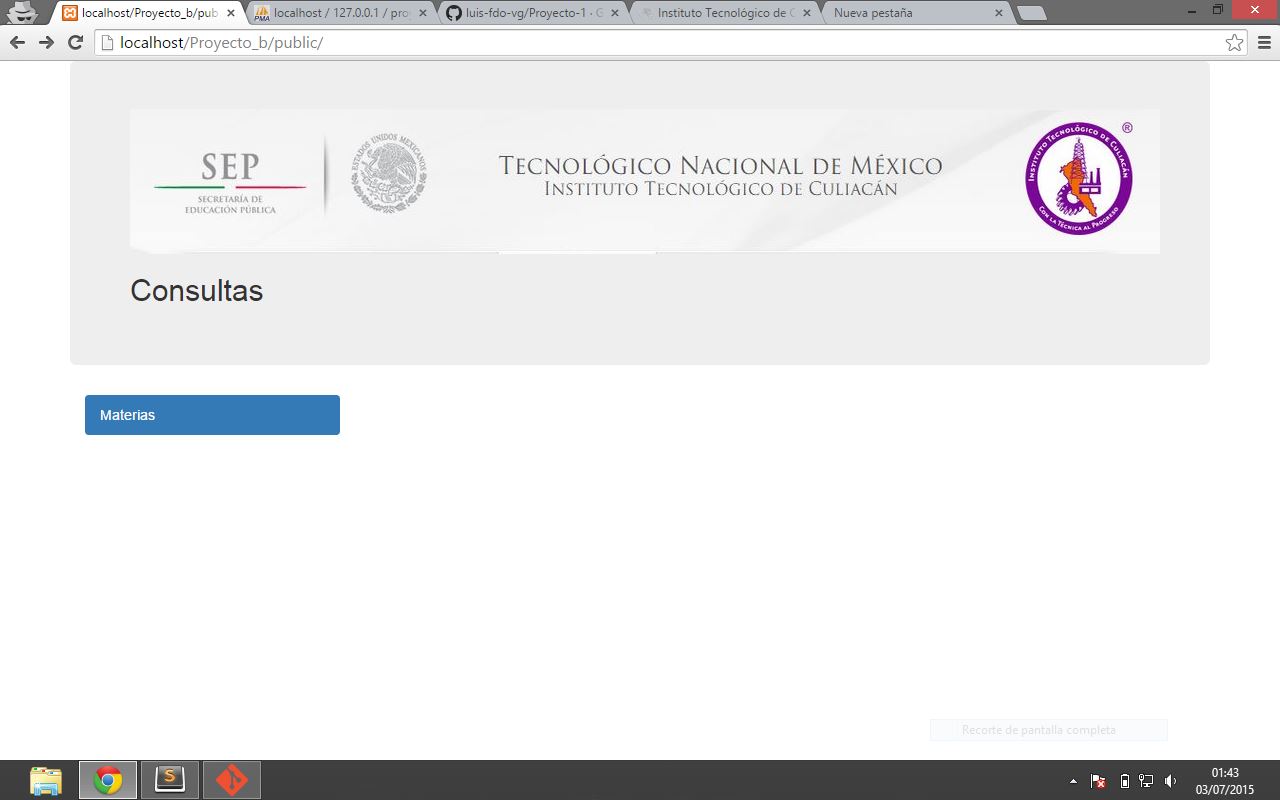 localhost/Proyecto_b/pub
localhost / 127.0.0.1 / pro
luis-fdo-vg/Proyecto-1 · G
Instituto Tecnológico de C
Nueva pestaña
localhost/Proyecto_b/public/
SEP
SECRETARÍA DE
EDUCACIÓN PÚBLICA
ESTADOS UNIDOS MEXICANOS
TECNOLÓGICO NACIONAL DE MÉXICO
INSTITUTO TECNOLÓGICO DE CULIACÁN
INSTITUTO TECNOLÓGICO DE CULIACÁN
CON LA TÉCNICA AL PROGRESO
®
Consultas
Materias
Recorte de pantalla completa
01:43
03/07/2015